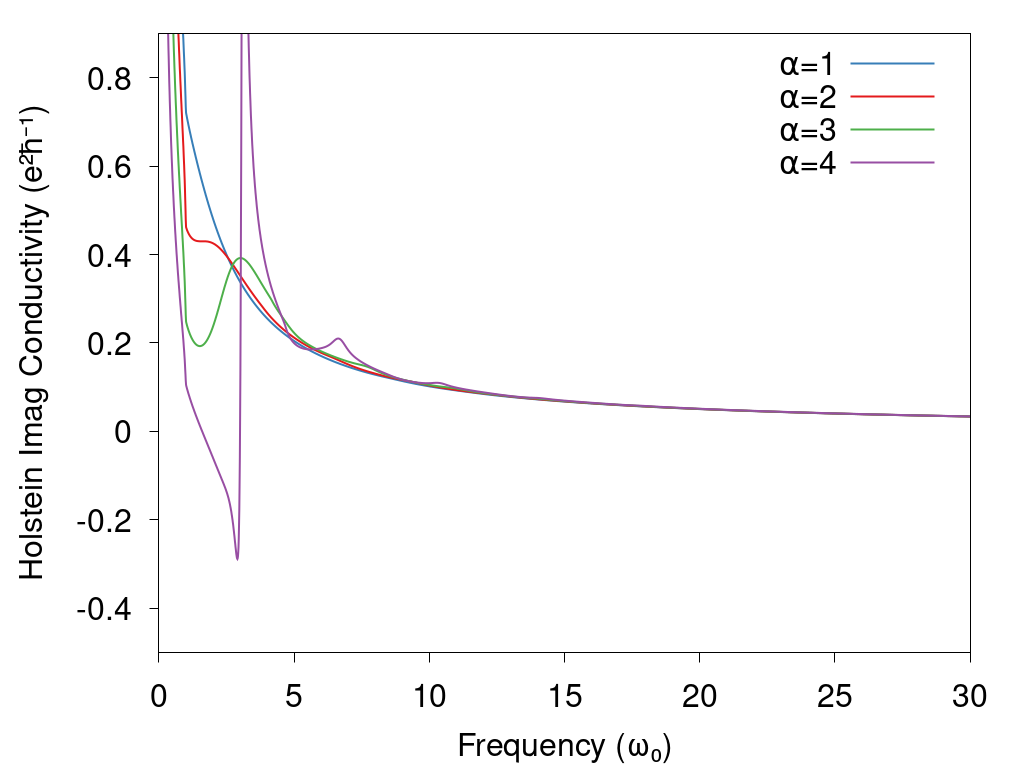 Holstein Imag Conductivity (e²ħ⁻¹)
0.8
0.6
0.4
0.2
0
-0.2
-0.4
α=1
α=2
α=3
α=4
0 5 10 15 20 25 30
Frequency (ω₀)